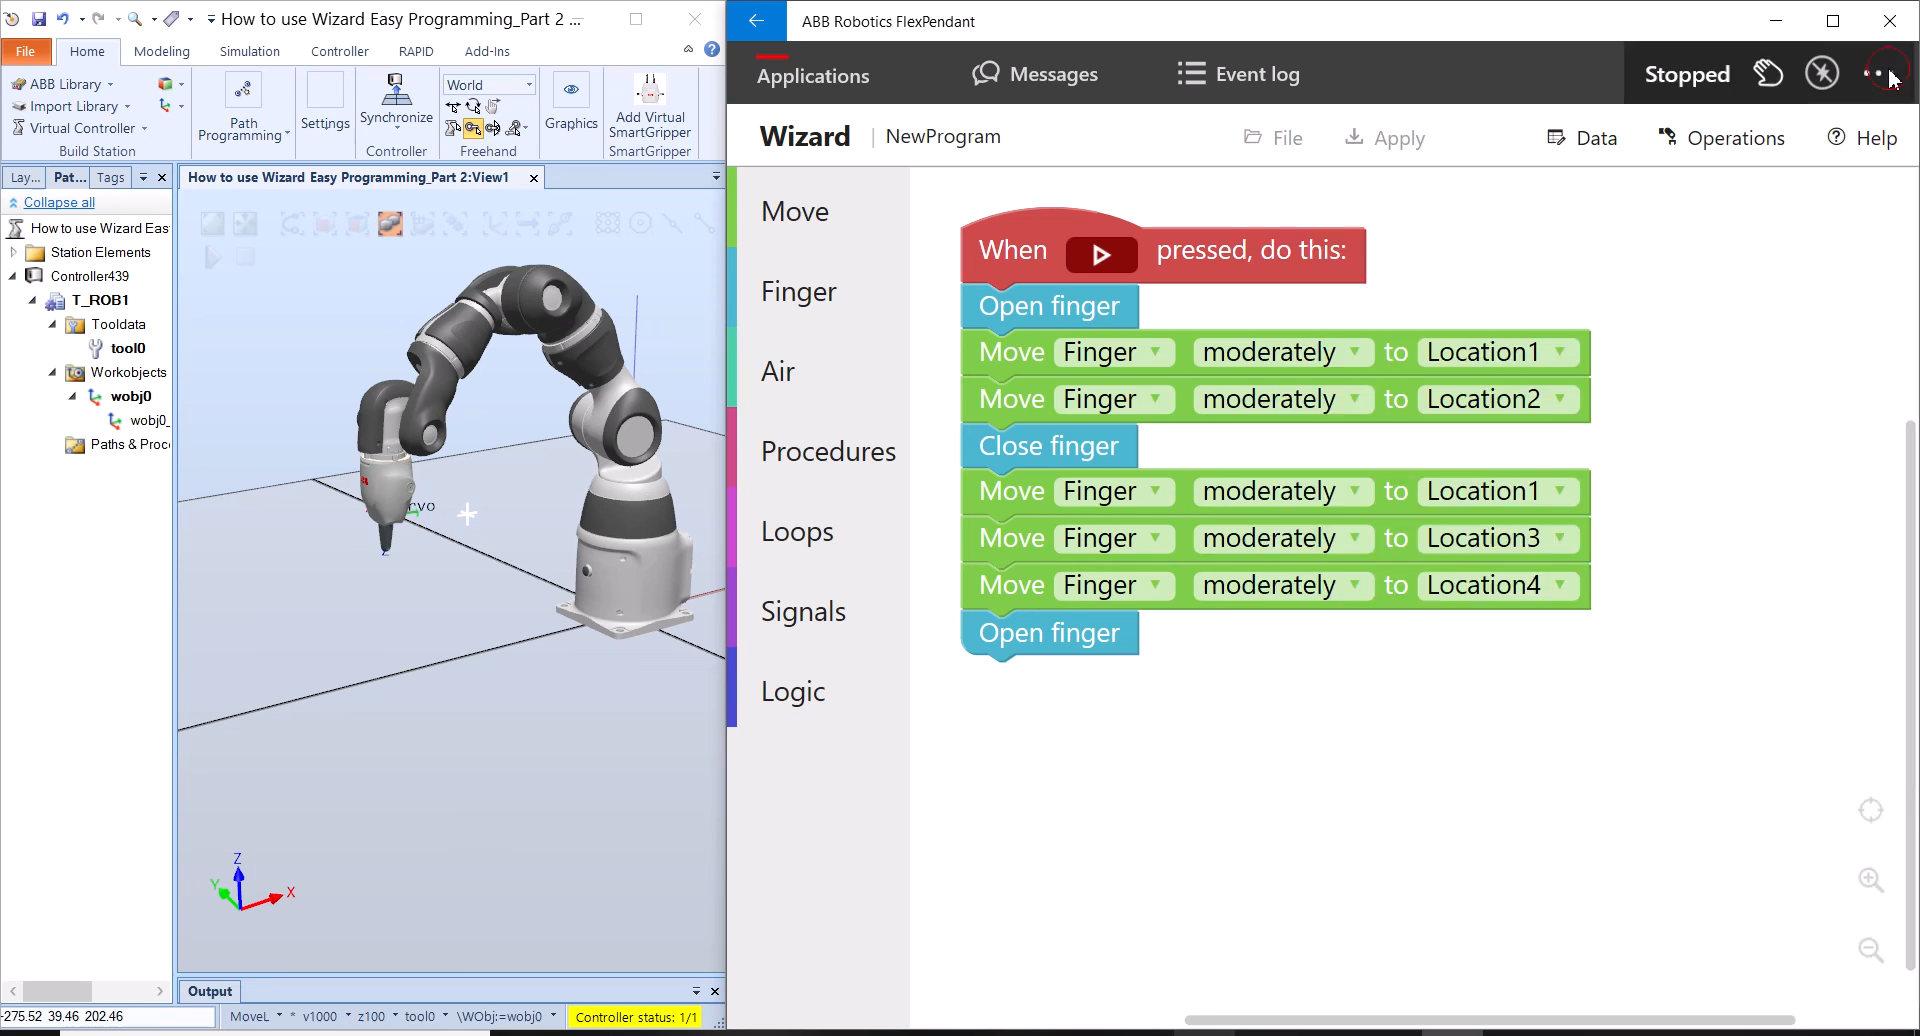 How to use Wizard Easy Programming_Part 2 ...
File Home Modeling Simulation Controller RAPID Add-Ins
ABB Library
Import Library
Virtual Controller
Build Station
Path
Programming
Settings
Synchronize
Controller
World
Freehand
Graphics
Add Virtual
SmartGripper
SmartGripper
Lay... Pat... Tags
Collapse all
How to use Wizard Eas
Station Elements
Controller439
T_ROB1
Tooldata
tool0
Workobjects
wobj0
wobj0_
Paths & Proc
How to use Wizard Easy Programming_Part 2:View1
rvo
Z
Y
X
Output
-275.52 39.46 202.46
MoveL * v1000 z100 tool0 \WObj:=wobj0
Controller status: 1/1
ABB Robotics FlexPendant
Applications Messages Event log Stopped
Wizard | NewProgram File Apply Data Operations Help
Move
Finger
Air
Procedures
Loops
Signals
Logic
When pressed, do this:
Open finger
Move Finger moderately to Location1
Move Finger moderately to Location2
Close finger
Move Finger moderately to Location1
Move Finger moderately to Location3
Move Finger moderately to Location4
Open finger